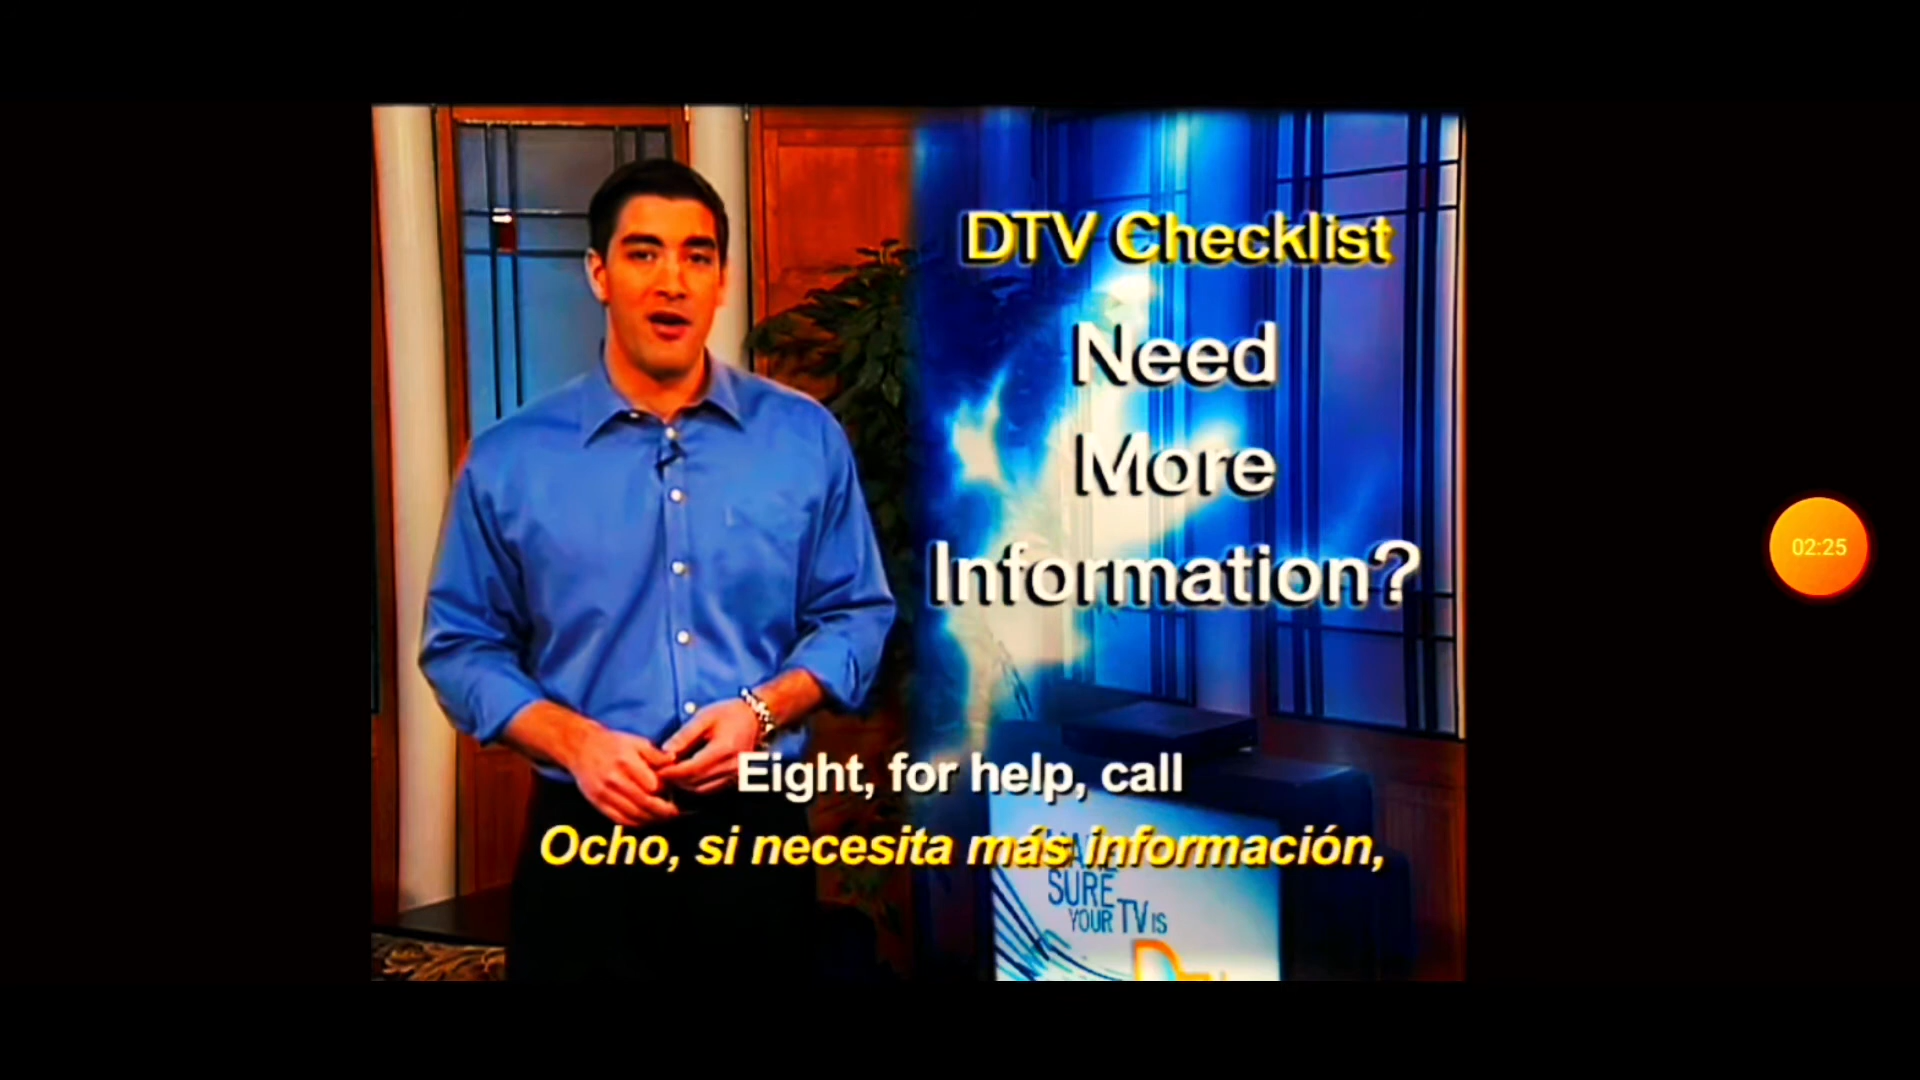 DTV Checklist
Need
More
Information?
02:25
Eight, for help, call
Ocho, si necesita más información,
SURE
YOUR TV IS